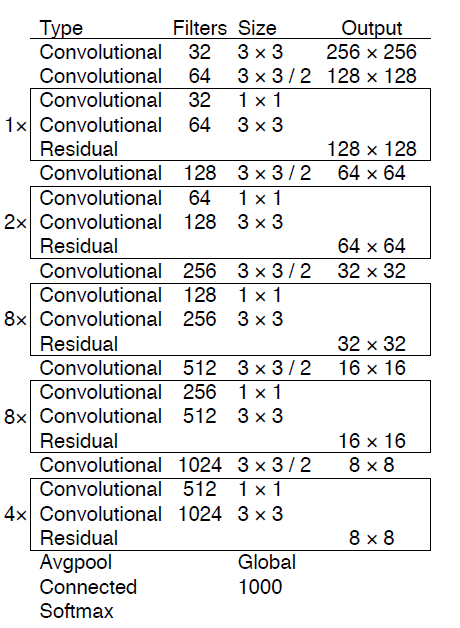 Type Filters Size Output
Convolutional 32 3 × 3 256 × 256
Convolutional 64 3 × 3 / 2 128 × 128
Convolutional 32 1 × 1
1× Convolutional 64 3 × 3
Residual 128 × 128
Convolutional 128 3 × 3 / 2 64 × 64
Convolutional 64 1 × 1
2× Convolutional 128 3 × 3
Residual 64 × 64
Convolutional 256 3 × 3 / 2 32 × 32
Convolutional 128 1 × 1
8× Convolutional 256 3 × 3
Residual 32 × 32
Convolutional 512 3 × 3 / 2 16 × 16
Convolutional 256 1 × 1
8× Convolutional 512 3 × 3
Residual 16 × 16
Convolutional 1024 3 × 3 / 2 8 × 8
Convolutional 512 1 × 1
4× Convolutional 1024 3 × 3
Residual 8 × 8
Avgpool Global
Connected 1000
Softmax